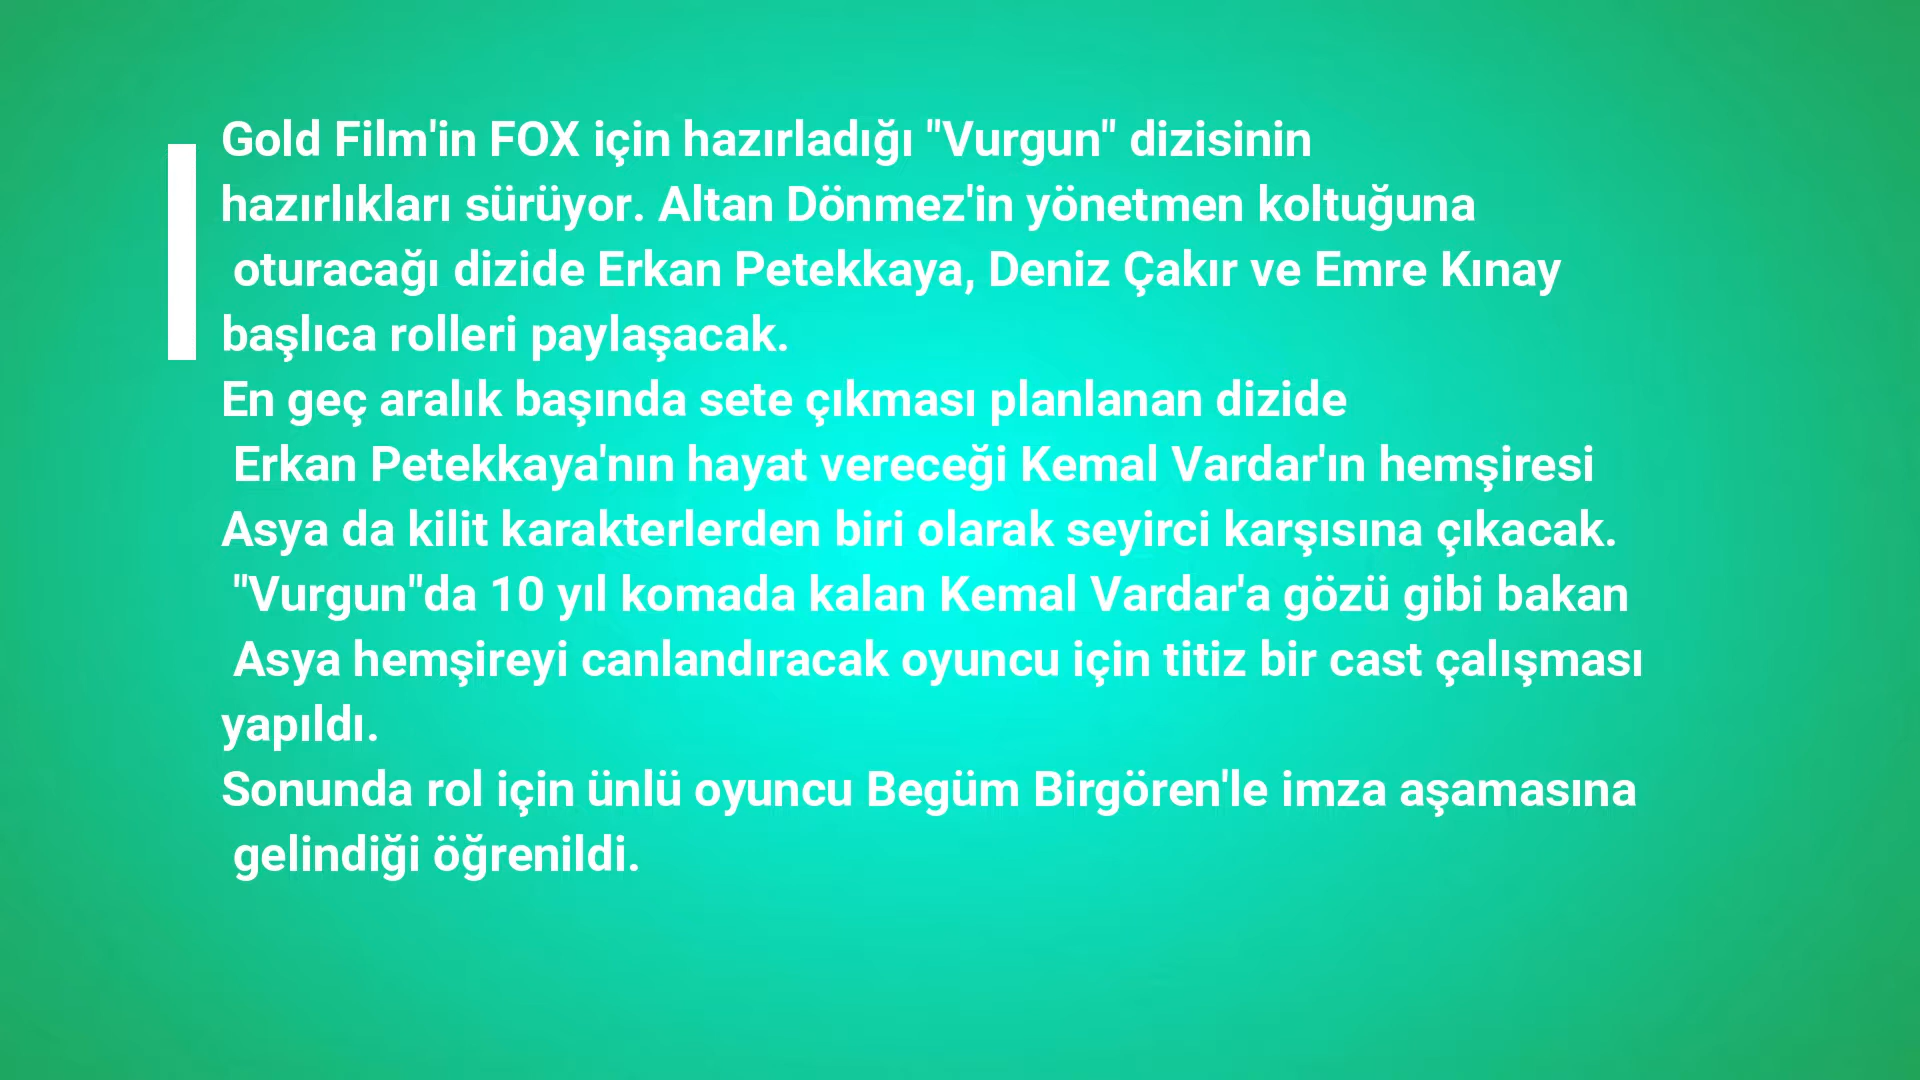 Gold Film'in FOX için hazırladığı "Vurgun" dizisinin
hazırlıkları sürüyor. Altan Dönmez'in yönetmen koltuğuna
oturacağı dizide Erkan Petekkaya, Deniz Çakır ve Emre Kınay
başlıca rolleri paylaşacak.
En geç aralık başında sete çıkması planlanan dizide
Erkan Petekkaya'nın hayat vereceği Kemal Vardar'ın hemşiresi
Asya da kilit karakterlerden biri olarak seyirci karşısına çıkacak.
"Vurgun"da 10 yıl komada kalan Kemal Vardar'a gözü gibi bakan
Asya hemşireyi canlandıracak oyuncu için titiz bir cast çalışması
yapıldı.
Sonunda rol için ünlü oyuncu Begüm Birgören'le imza aşamasına
gelindiği öğrenildi.